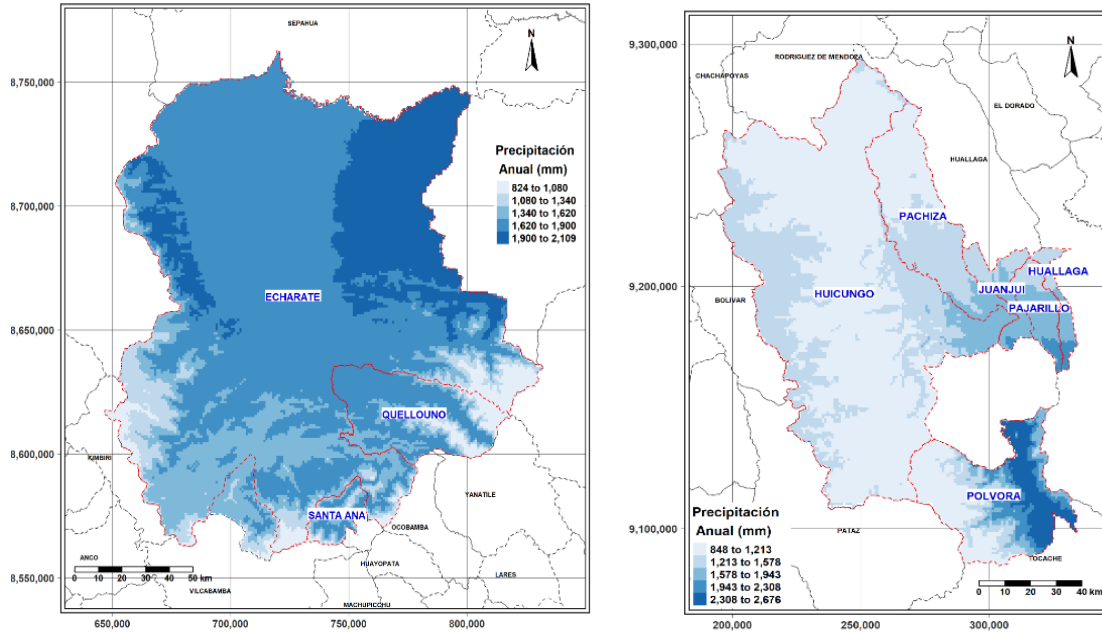 SEPAHUA
N
8,750,000
Precipitación
Anual (mm)
824 to 1,080
1,080 to 1,340
1,340 to 1,620
1,620 to 1,900
1,900 to 2,109
8,700,000
ECHARATE
8,650,000
QUELLOUNO
8,600,000
KIMBIRI
YANATILE
SANTA ANA
OCOBAMBA
ANCO
HUAYOPATA
LARES
8,550,000
0 10 20 30 40 50 km
VILCABAMBA
MACHUPICCHU
650,000 700,000 750,000 800,000
9,300,000
RODRIGUEZ DE MENDOZA
N
CHACHAPOYAS
EL DORADO
HUALLAGA
PACHIZA
HUALLAGA
9,200,000
BOLIVAR
HUICUNGO
JUANJUI
PAJARILLO
POLVORA
Precipitación
Anual (mm)
848 to 1,213
1,213 to 1,578
1,578 to 1,943
1,943 to 2,308
2,308 to 2,676
9,100,000
PATAZ
TOCACHE
0 10 20 30 40
km
200,000 250,000 300,000